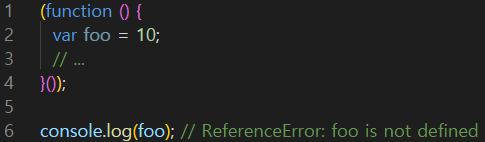 1 (function () {
2   var foo = 10;
3   // ...
4 }());
5
6 console.log(foo); // ReferenceError: foo is not defined